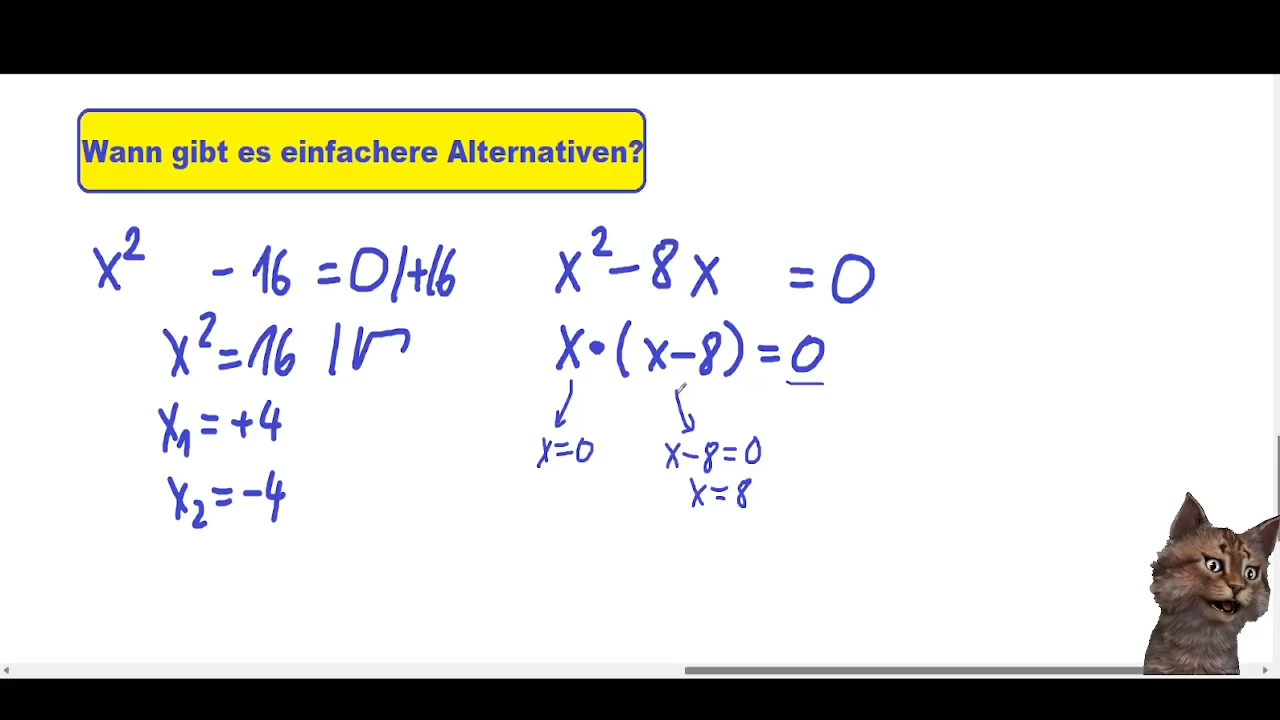 Wann gibt es einfachere Alternativen?
x² - 16 = 0 | +16
x² = 16 | √
x₁ = +4
x₂ = -4
x² - 8x = 0
x • (x - 8) = 0
x = 0
x - 8 = 0
x = 8